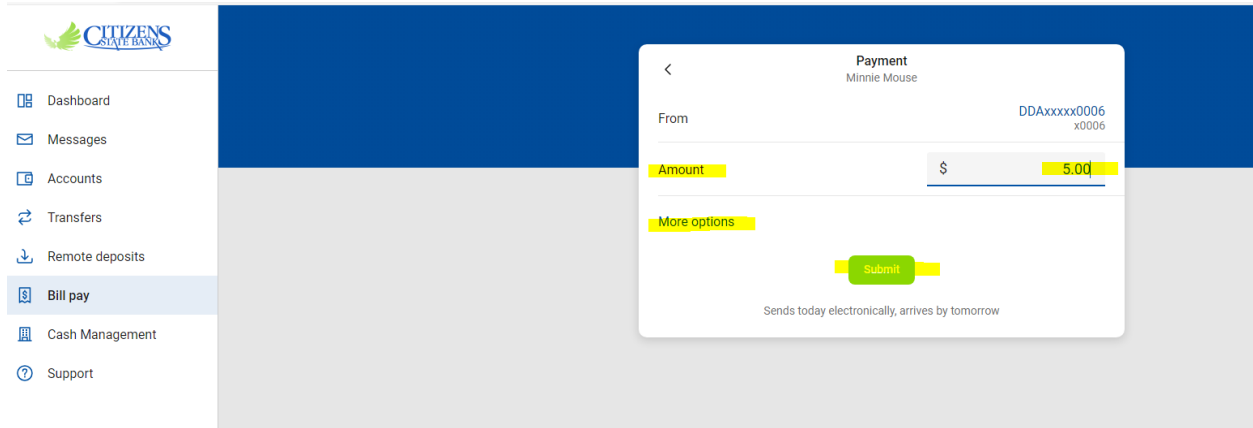 CITIZENS
STATE BANK
Dashboard
Messages
Accounts
Transfers
Remote deposits
Bill pay
Cash Management
Support
Payment
Minnie Mouse
From
DDAxxxxx0006
x0006
Amount
$ 5.00
More options
Submit
Sends today electronically, arrives by tomorrow